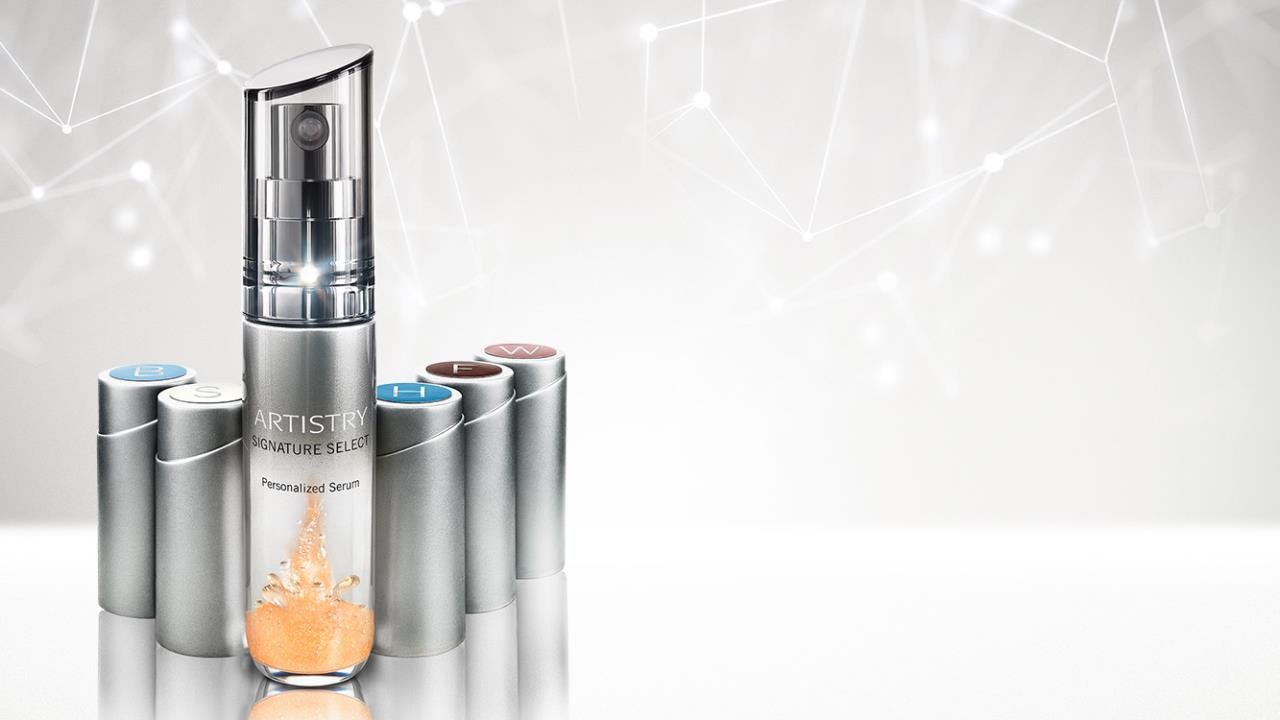 B
S
H
F
W
ARTISTRY
SIGNATURE SELECT
Personalized Serum